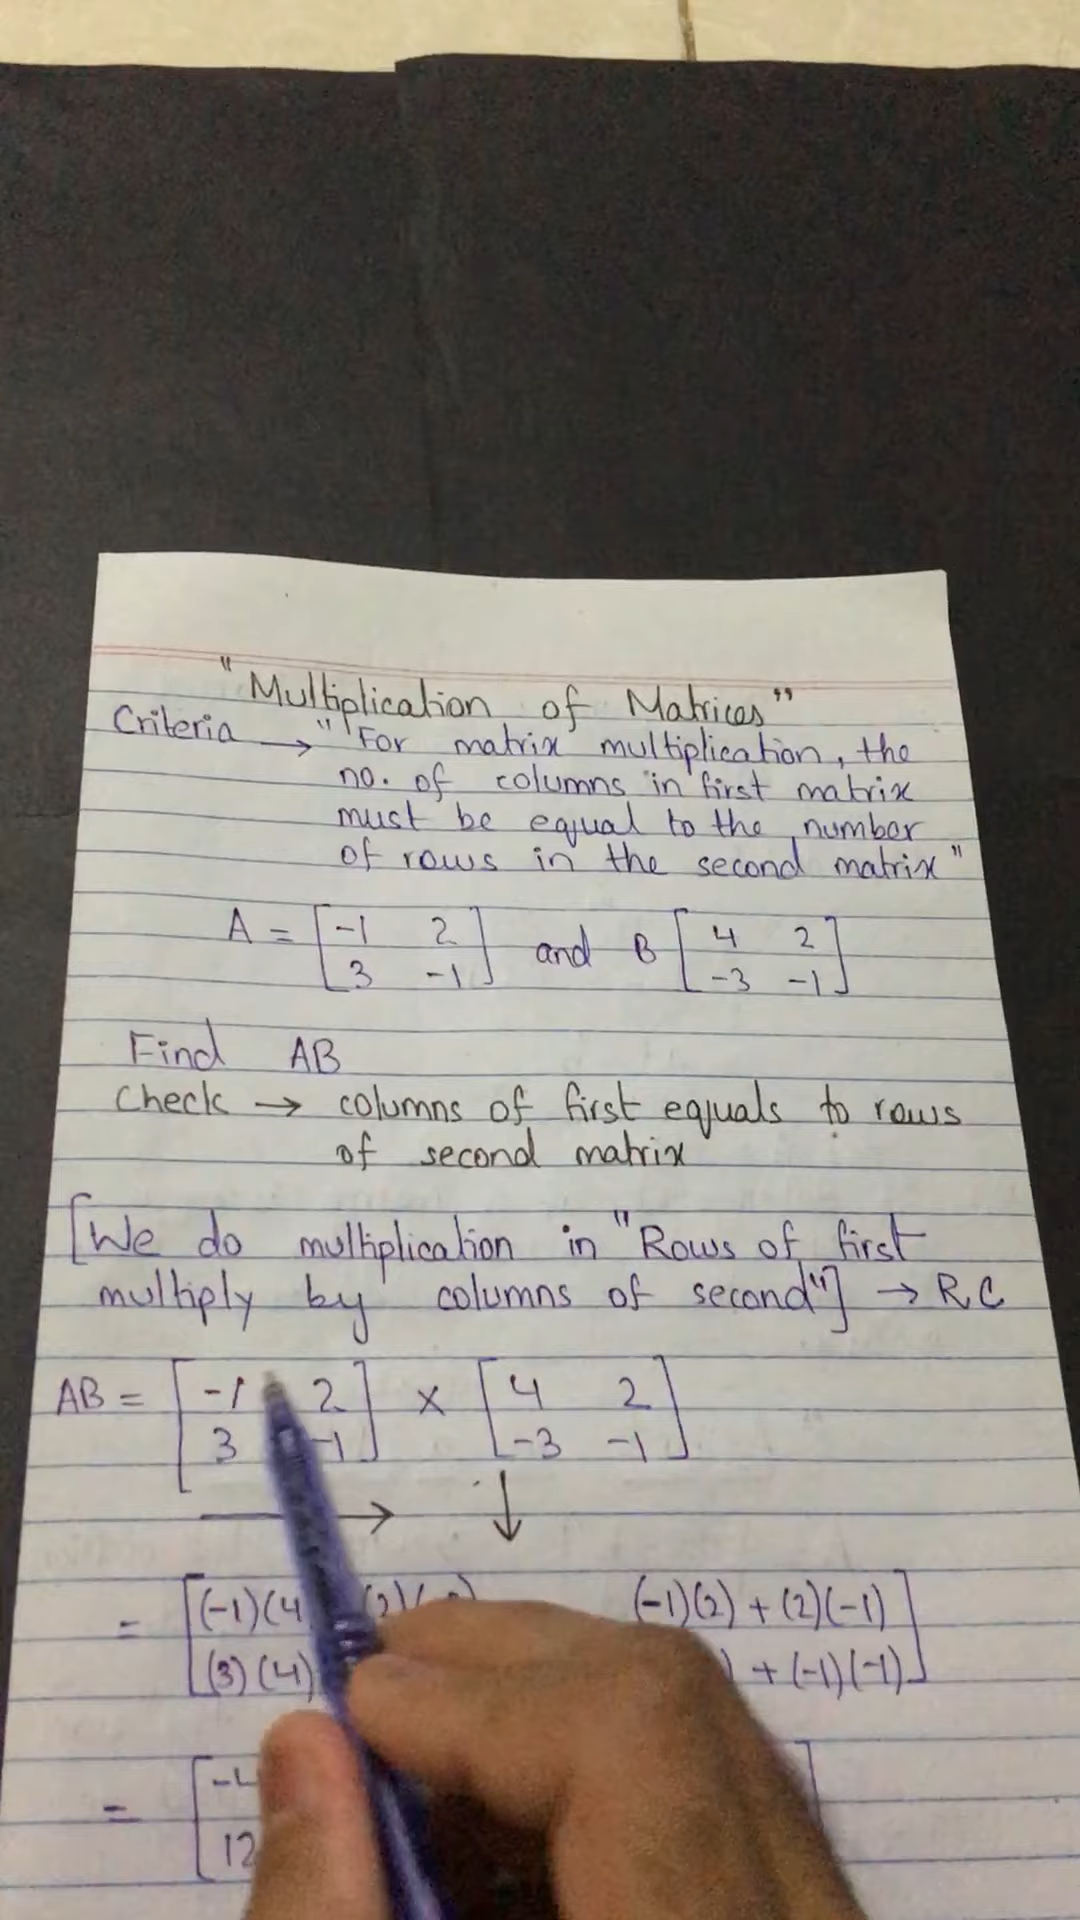 "Multiplication of Matrices"
Criteria → "For matrix multiplication, the
no. of columns in first matrix
must be equal to the number
of rows in the second matrix"
A = [-1 2] and B [4 2]
[3 -1] [-3 -1]
Find AB
Check → columns of first equals to rows
of second matrix
[We do multiplication in "Rows of first
multiply by columns of second"] → RC
AB = [-1 2] × [4 2]
[3 -1] [-3 -1]
→ ↓
= [(-1)(4 (2)( (-1)(2) + (2)(-1)]
[(3)(4) ) + (-1)(-1)]
= [-4
[12